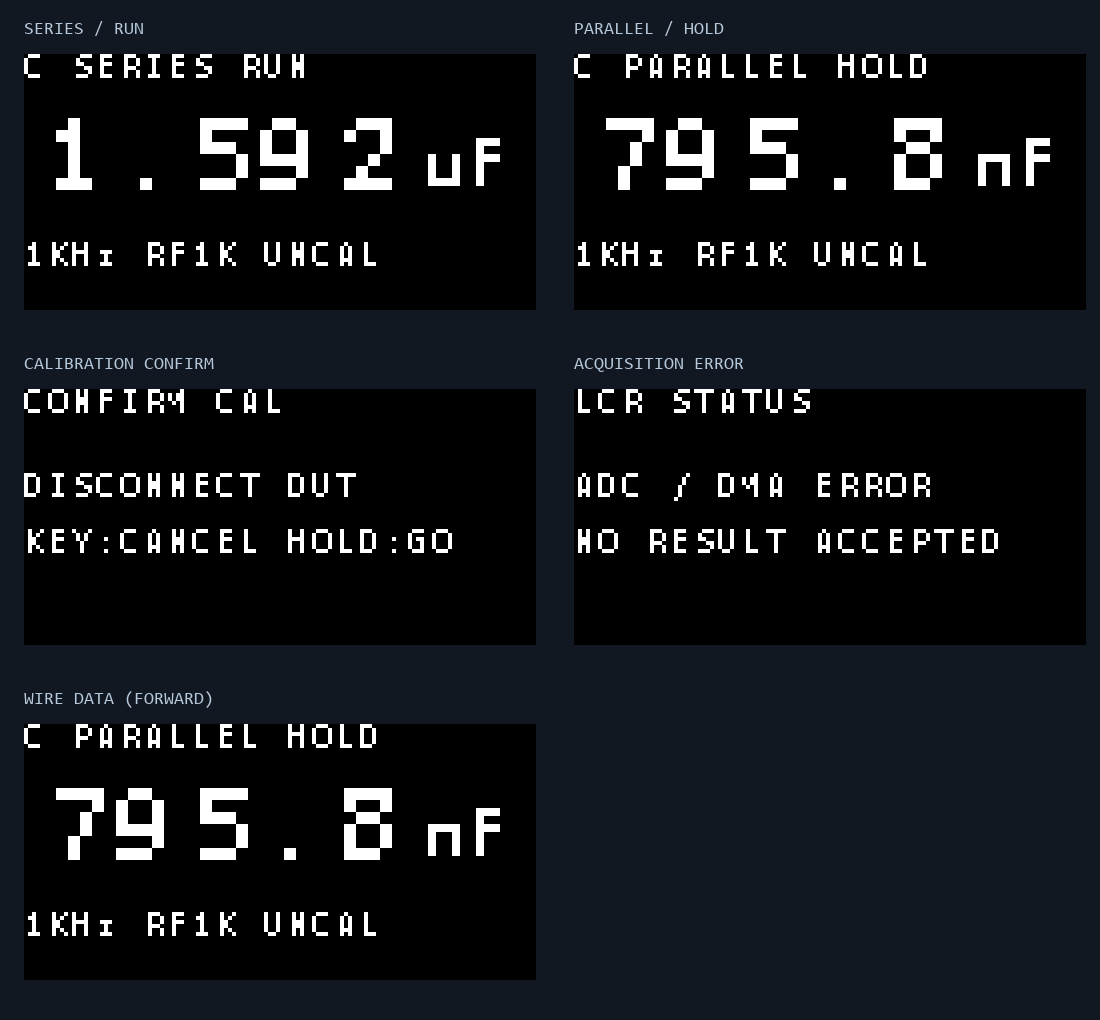 SERIES / RUN
C SERIES RUN
1.592 uF
1KHz RF1K UNCAL
PARALLEL / HOLD
C PARALLEL HOLD
795.8 nF
1KHz RF1K UNCAL
CALIBRATION CONFIRM
CONFIRM CAL
DISCONNECT DUT
KEY:CANCEL HOLD:GO
ACQUISITION ERROR
LCR STATUS
ADC / DMA ERROR
NO RESULT ACCEPTED
WIRE DATA (FORWARD)
C PARALLEL HOLD
795.8 nF
1KHz RF1K UNCAL